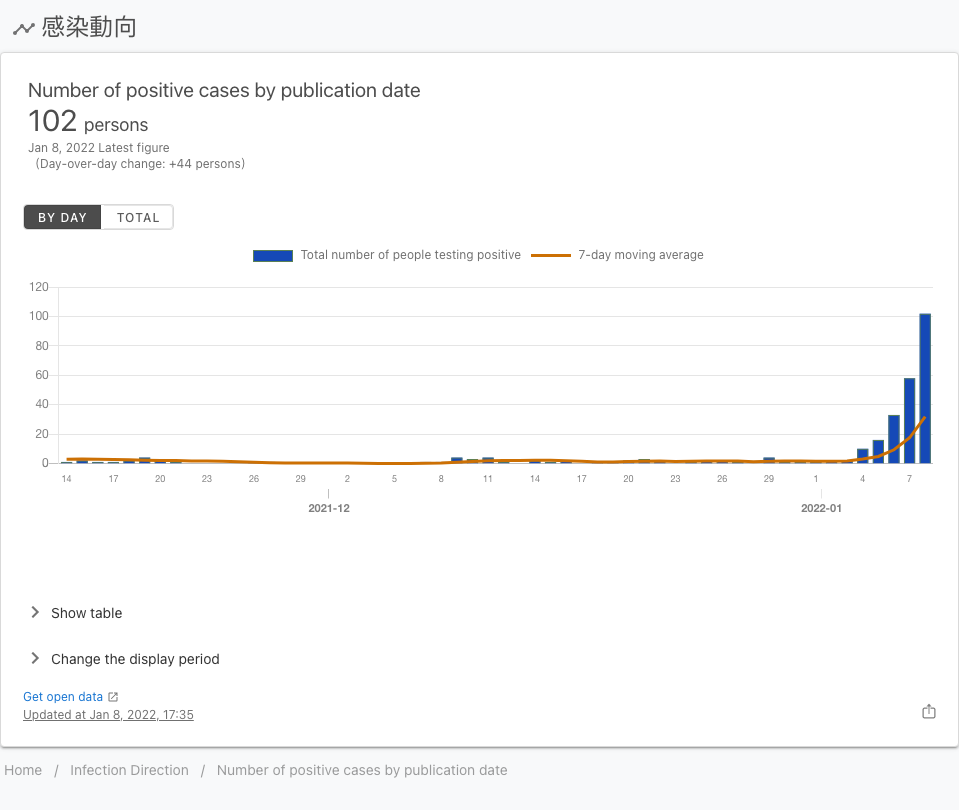 感染動向
Number of positive cases by publication date
102 persons
Jan 8, 2022 Latest figure
(Day-over-day change: +44 persons)
BY DAY TOTAL
Total number of people testing positive 7-day moving average
120
100
80
60
40
20
0
14 17 20 23 26 29 2 5 8 11 14 17 20 23 26 29 1 4 7
2021-12 2022-01
Show table
Change the display period
Get open data
Updated at Jan 8, 2022, 17:35
Home / Infection Direction / Number of positive cases by publication date